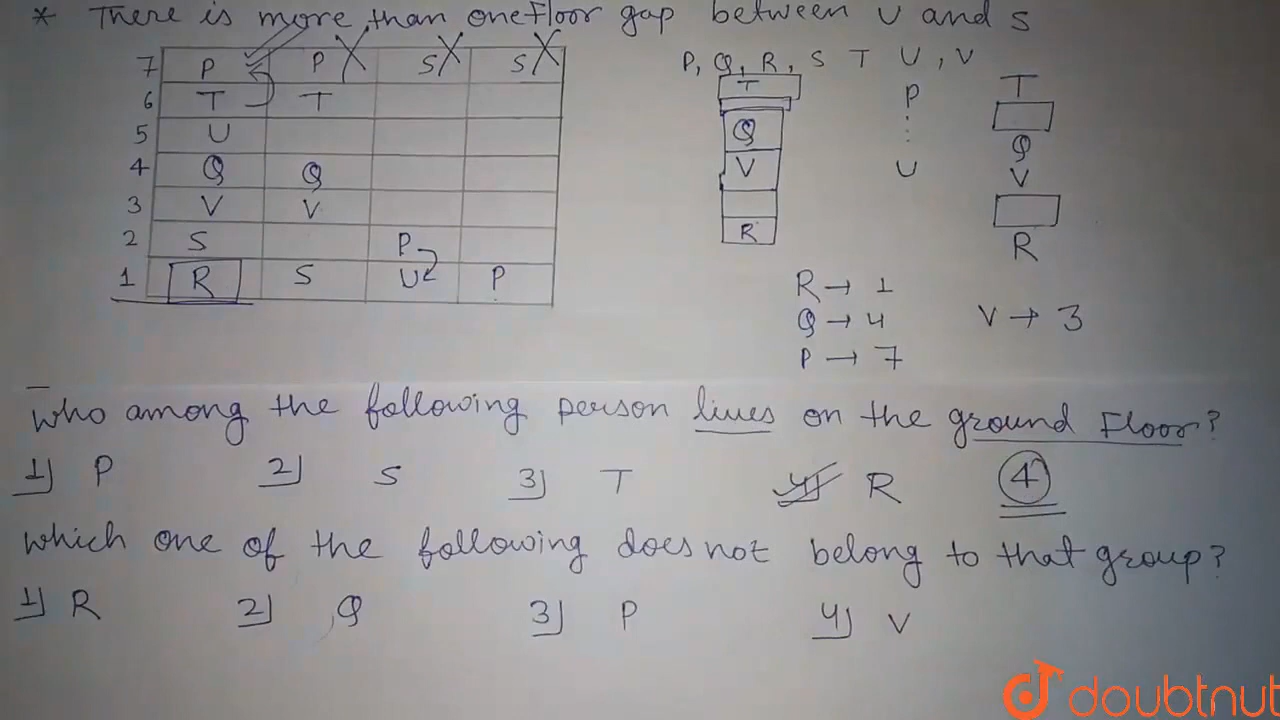 * There is more than one Floor gap between U and S
7 P P S S
6 T T
5 U
4 Q Q
3 V V
2 S P
1 R S U P
P, Q, R, S T U, V
T
Q
V
R
P
U
T
Q
V
R
R → 1
Q → 4 V → 3
P → 7
who among the following person lives on the ground Floor?
1) P 2) S 3) T 4) R 4
which one of the following does not belong to that group?
1) R 2) Q 3) P 4) V
doubtnut